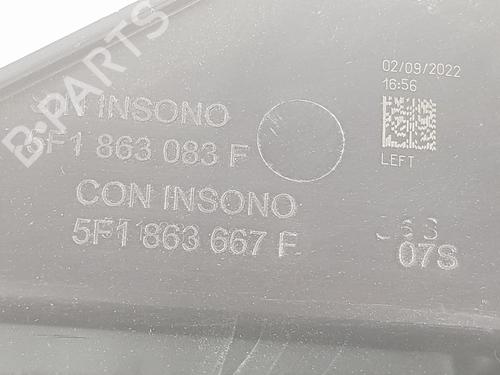 B-PARTS
02/09/2022
16:56
LEFT
INSONO
5F1 863 083 F
CON INSONO
5F1 863 667 F
07S